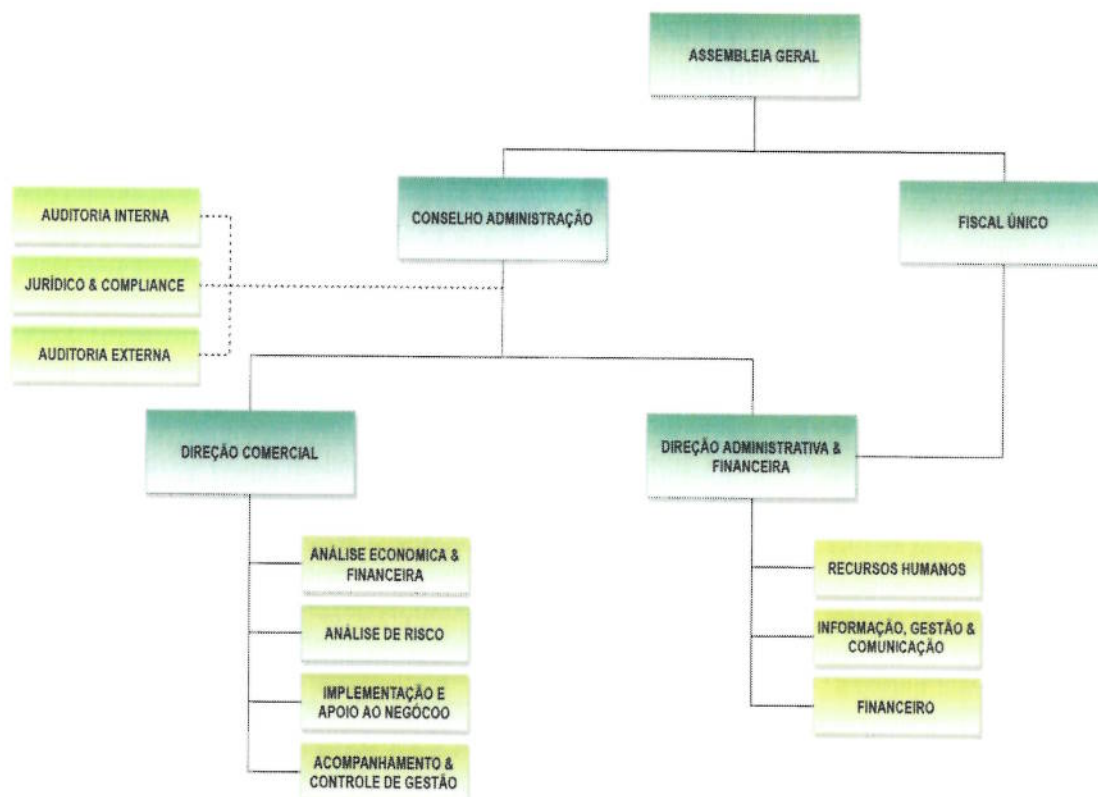 ASSEMBLEIA GERAL
CONSELHO ADMINISTRAÇÃO
FISCAL ÚNICO
AUDITORIA INTERNA
JURÍDICO & COMPLIANCE
AUDITORIA EXTERNA
DIREÇÃO COMERCIAL
DIREÇÃO ADMINISTRATIVA &
FINANCEIRA
ANÁLISE ECONOMICA &
FINANCEIRA
ANÁLISE DE RISCO
IMPLEMENTAÇÃO E
APOIO AO NEGÓCOO
ACOMPANHAMENTO &
CONTROLE DE GESTÃO
RECURSOS HUMANOS
INFORMAÇÃO, GESTÃO &
COMUNICAÇÃO
FINANCEIRO